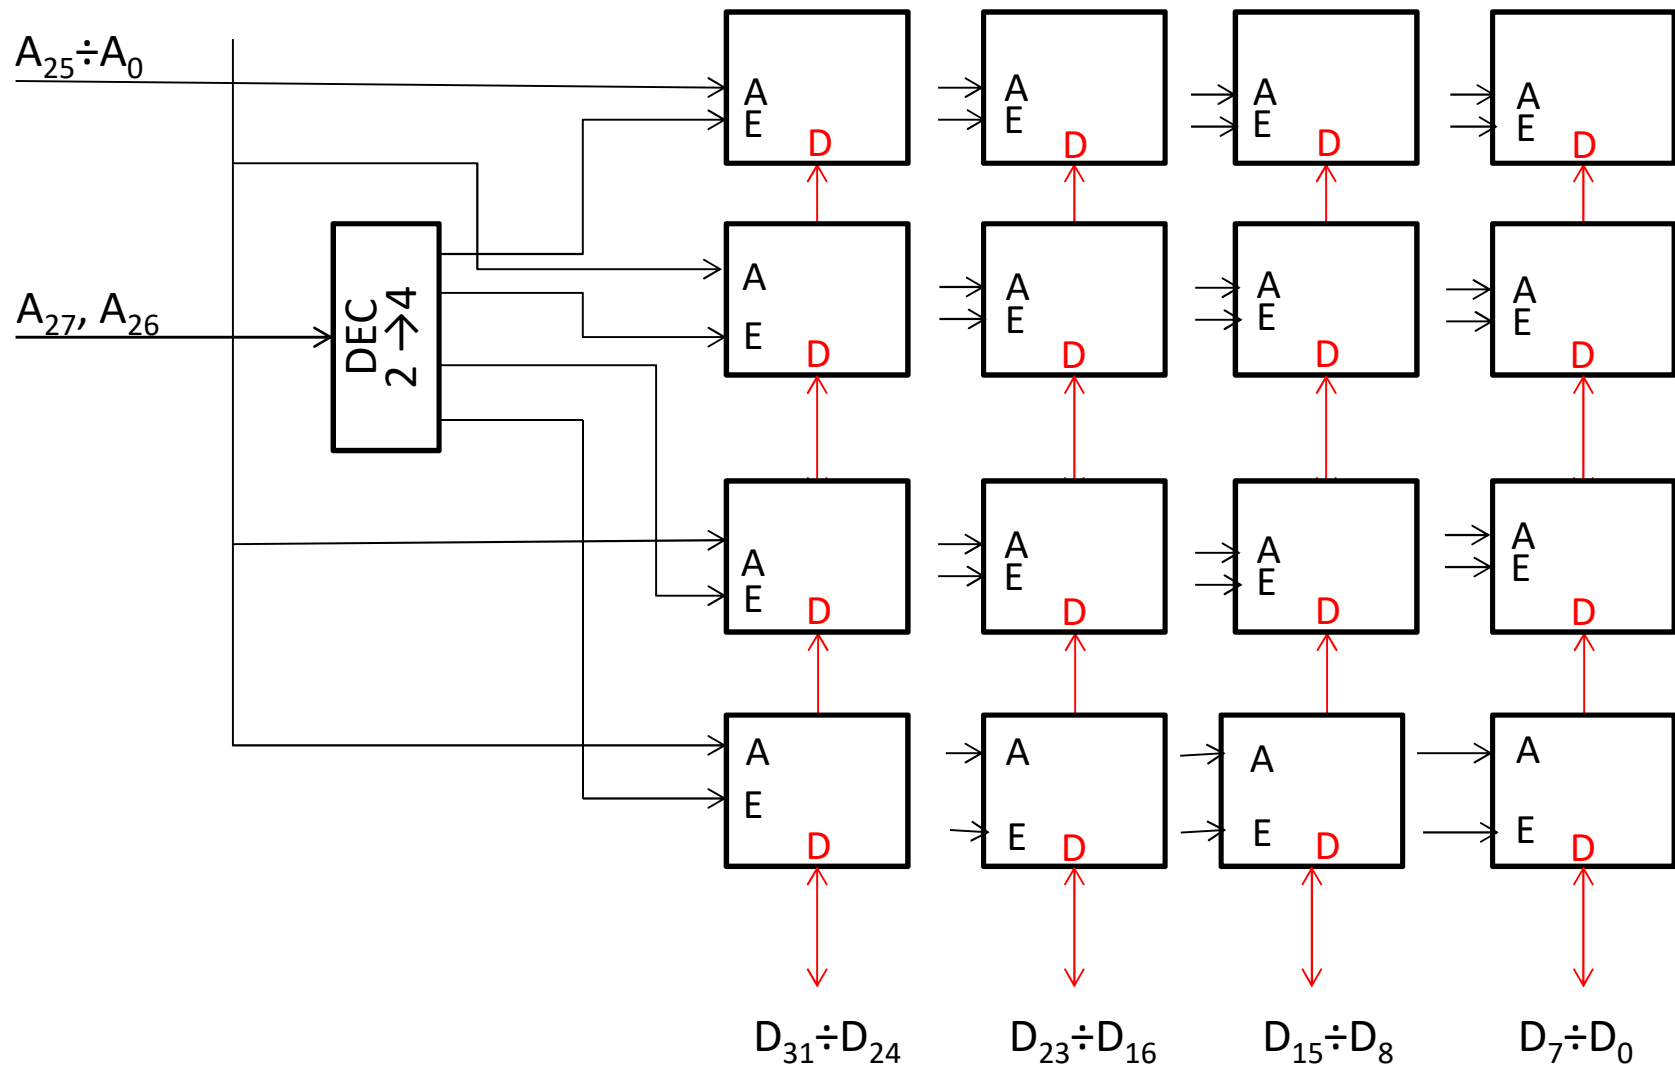 A₂₅÷A₀
A E D
A E D
A E D
A E D
A₂₇, A₂₆
DEC
2 →4
A E D
A E D
A E D
A E D
A E D
A E D
A E D
A E D
A E D
A E D
A E D
A E D
D₃₁÷D₂₄
D₂₃÷D₁₆
D₁₅÷D₈
D₇÷D₀